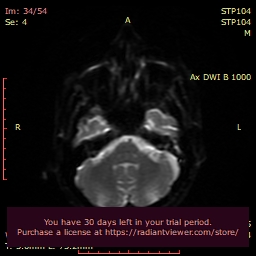 Im: 34/54
Se: 4
A
STP104
STP104
M
Ax DWI B 1000
R
L
You have 30 days left in your trial period.
Purchase a license at https://radiantviewer.com/store/